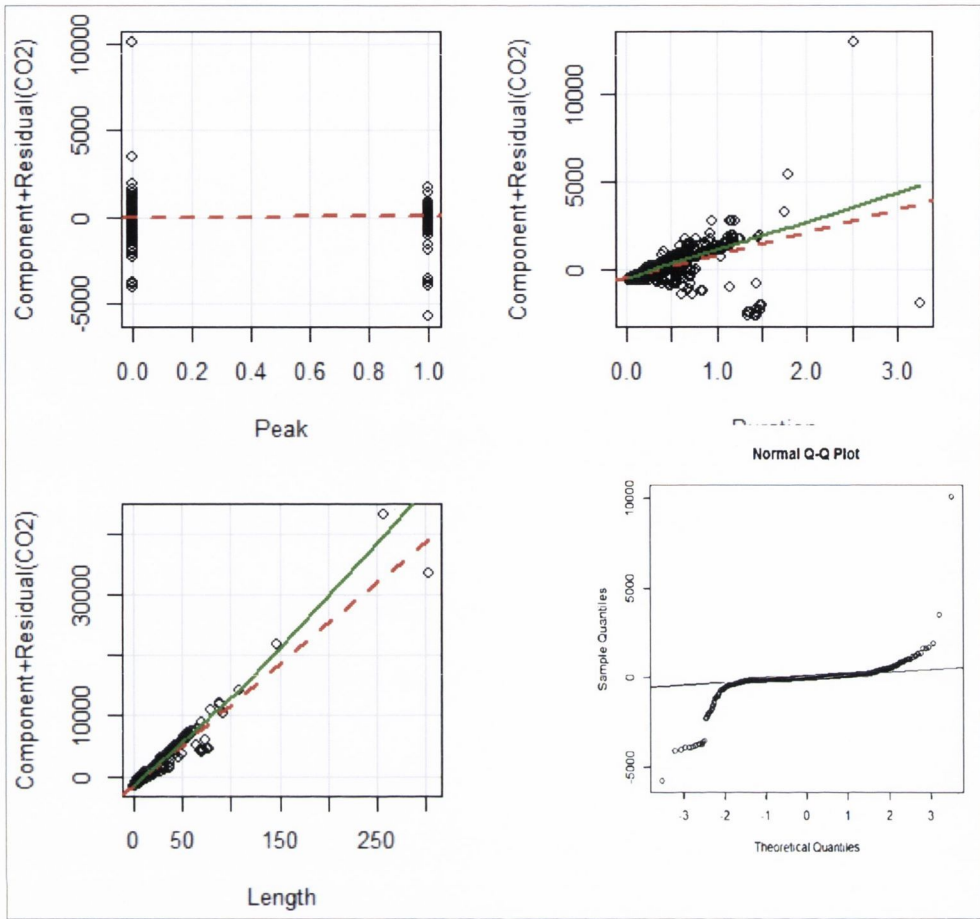 Component+Residual(CO2)
10000
5000
0
-5000
0.0 0.2 0.4 0.6 0.8 1.0
Peak
Component+Residual(CO2)
10000
5000
0
0.0 1.0 2.0 3.0
Component+Residual(CO2)
30000
10000
0
0 50 150 250
Length
Normal Q-Q Plot
Sample Quantiles
10000
5000
0
-5000
-3 -2 -1 0 1 2 3
Theoretical Quantiles